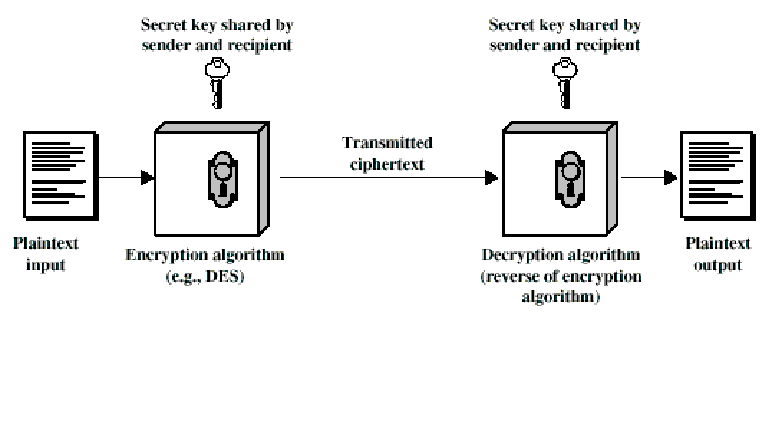 Secret key shared by
sender and recipient
Secret key shared by
sender and recipient
Transmitted
ciphertext
Plaintext
input
Encryption algorithm
(e.g., DES)
Decryption algorithm
(reverse of encryption
algorithm)
Plaintext
output